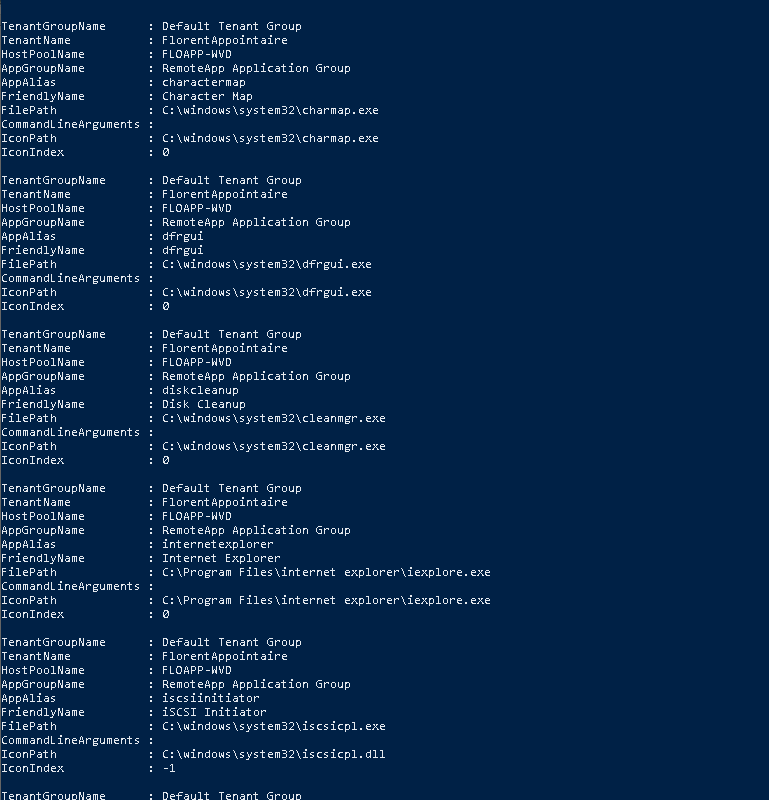 TenantGroupName : Default Tenant Group
TenantName : FlorentAppointaire
HostPoolName : FLOAPP-WVD
AppGroupName : RemoteApp Application Group
AppAlias : charactermap
FriendlyName : Character Map
FilePath : C:\windows\system32\charmap.exe
CommandLineArguments :
IconPath : C:\windows\system32\charmap.exe
IconIndex : 0
TenantGroupName : Default Tenant Group
TenantName : FlorentAppointaire
HostPoolName : FLOAPP-WVD
AppGroupName : RemoteApp Application Group
AppAlias : dfrgui
FriendlyName : dfrgui
FilePath : C:\windows\system32\dfrgui.exe
CommandLineArguments :
IconPath : C:\windows\system32\dfrgui.exe
IconIndex : 0
TenantGroupName : Default Tenant Group
TenantName : FlorentAppointaire
HostPoolName : FLOAPP-WVD
AppGroupName : RemoteApp Application Group
AppAlias : diskcleanup
FriendlyName : Disk Cleanup
FilePath : C:\windows\system32\cleanmgr.exe
CommandLineArguments :
IconPath : C:\windows\system32\cleanmgr.exe
IconIndex : 0
TenantGroupName : Default Tenant Group
TenantName : FlorentAppointaire
HostPoolName : FLOAPP-WVD
AppGroupName : RemoteApp Application Group
AppAlias : internetexplorer
FriendlyName : Internet Explorer
FilePath : C:\Program Files\internet explorer\iexplore.exe
CommandLineArguments :
IconPath : C:\Program Files\internet explorer\iexplore.exe
IconIndex : 0
TenantGroupName : Default Tenant Group
TenantName : FlorentAppointaire
HostPoolName : FLOAPP-WVD
AppGroupName : RemoteApp Application Group
AppAlias : iscsiinitiator
FriendlyName : iSCSI Initiator
FilePath : C:\windows\system32\iscsicpl.exe
CommandLineArguments :
IconPath : C:\windows\system32\iscsicpl.dll
IconIndex : -1
TenantGroupName : Default Tenant Group